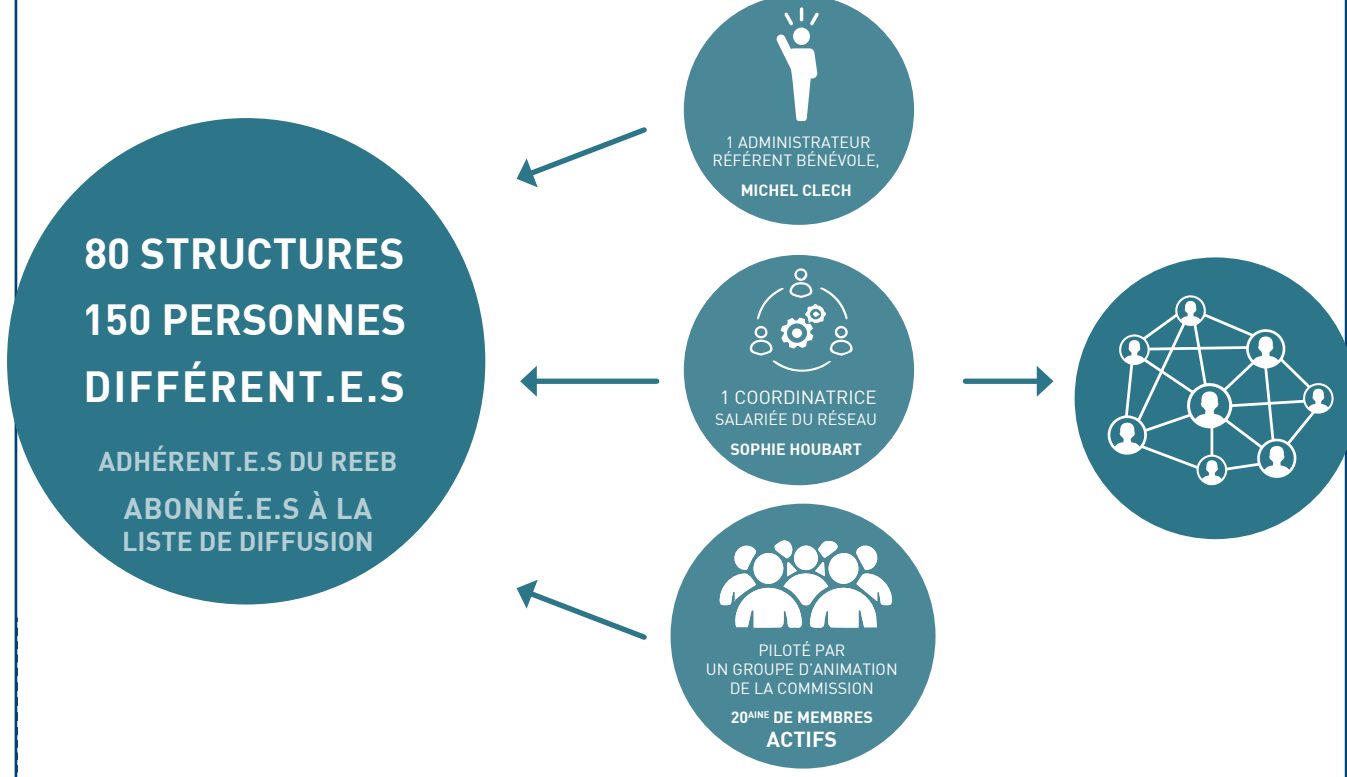 80 STRUCTURES
150 PERSONNES
DIFFÉRENT.E.S
ADHÉRENT.E.S DU REEB
ABONNÉ.E.S À LA
LISTE DE DIFFUSION
1 ADMINISTRATEUR
RÉFÉRENT BÉNÉVOLE,
MICHEL CLECH
1 COORDINATRICE
SALARIÉE DU RÉSEAU
SOPHIE HOUBART
PILOTÉ PAR
UN GROUPE D'ANIMATION
DE LA COMMISSION
20AINE DE MEMBRES
ACTIFS